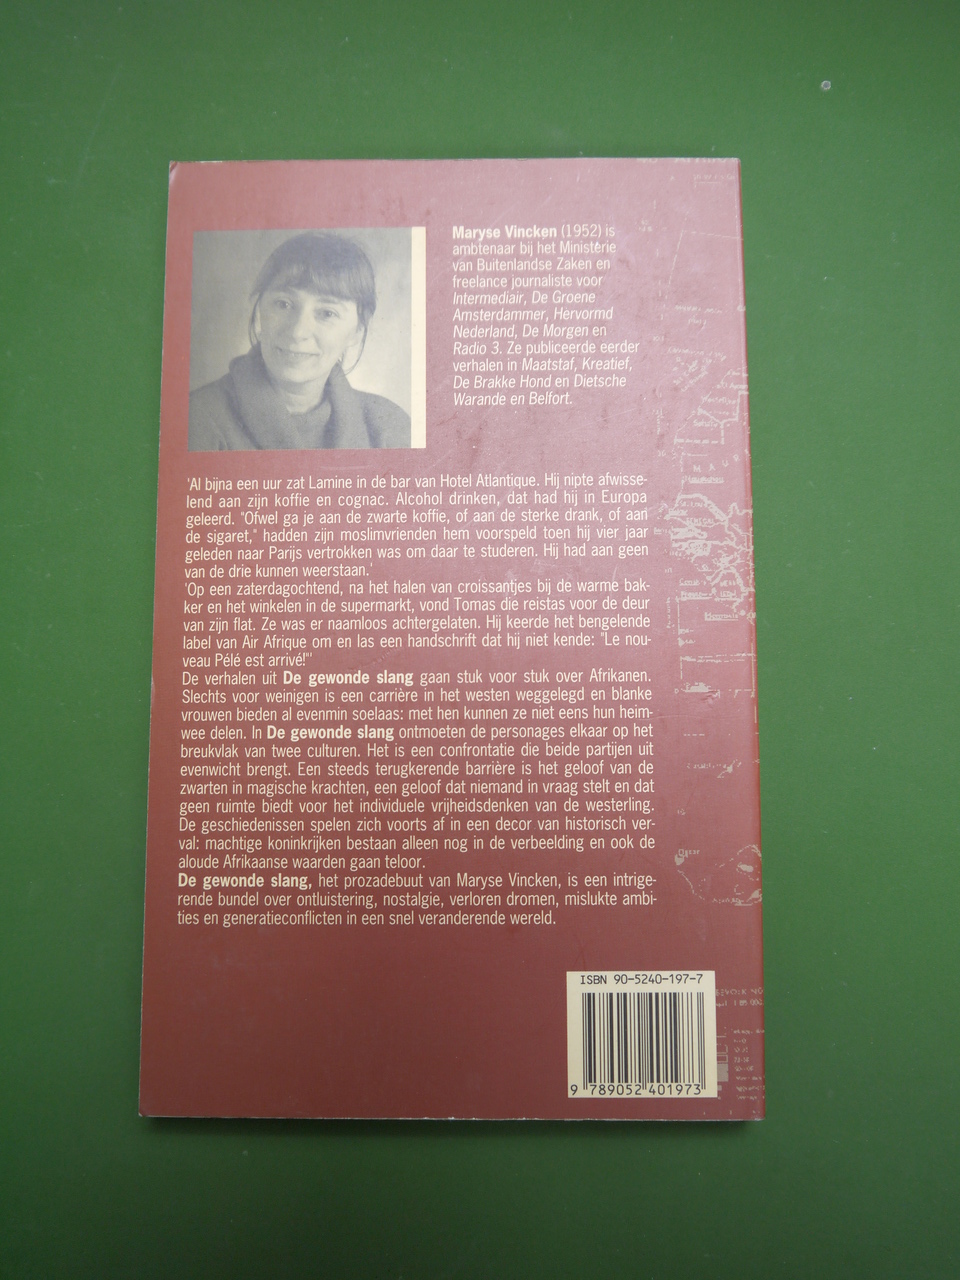 Maryse Vincken (1952) is
ambtenaar bij het Ministerie
van Buitenlandse Zaken en
freelance journaliste voor
Intermediair, De Groene
Amsterdammer, Hervormd
Nederland, De Morgen en
Radio 3. Ze publiceerde eerder
verhalen in Maatstaf, Kreatief,
De Brakke Hond en Dietsche
Warande en Belfort.
'Al bijna een uur zat Lamine in de bar van Hotel Atlantique. Hij nipte afwisse-
lend aan zijn koffie en cognac. Alcohol drinken, dat had hij in Europa
geleerd. "Ofwel ga je aan de zwarte koffie, of aan de sterke drank, of aan
de sigaret," hadden zijn moslimvrienden hem voorspeld toen hij vier jaar
geleden naar Parijs vertrokken was om daar te studeren. Hij had aan geen
van de drie kunnen weerstaan.'
'Op een zaterdagochtend, na het halen van croissantjes bij de warme bak-
ker en het winkelen in de supermarkt, vond Tomas die reistas voor de deur
van zijn flat. Ze was er naamloos achtergelaten. Hij keerde het bengelende
label van Air Afrique om en las een handschrift dat hij niet kende: "Le nou-
veau Pélé est arrivé!"'
De verhalen uit De gewonde slang gaan stuk voor stuk over Afrikanen.
Slechts voor weinigen is een carrière in het westen weggelegd en blanke
vrouwen bieden al evenmin soelaas: met hen kunnen ze niet eens hun heim-
wee delen. In De gewonde slang ontmoeten de personages elkaar op het
breukvlak van twee culturen. Het is een confrontatie die beide partijen uit
evenwicht brengt. Een steeds terugkerende barrière is het geloof van de
zwarten in magische krachten, een geloof dat niemand in vraag stelt en dat
geen ruimte biedt voor het individuele vrijheidsdenken van de westerling.
De geschiedenissen spelen zich voorts af in een decor van historisch ver-
val: machtige koninkrijken bestaan alleen nog in de verbeelding en ook de
aloude Afrikaanse waarden gaan teloor.
De gewonde slang, het prozadebuut van Maryse Vincken, is een intrige-
rende bundel over ontluistering, nostalgie, verloren dromen, mislukte ambi-
ties en generatieconflicten in een snel veranderende wereld.
ISBN 90-5240-197-7
9 789052 401973